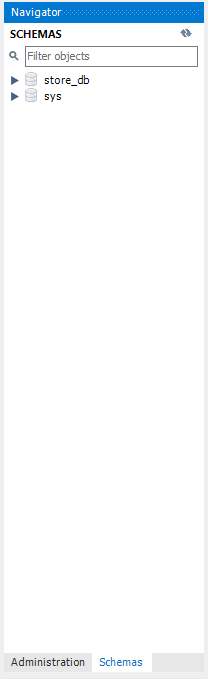 Navigator
SCHEMAS
Filter objects
store_db
sys
Administration Schemas